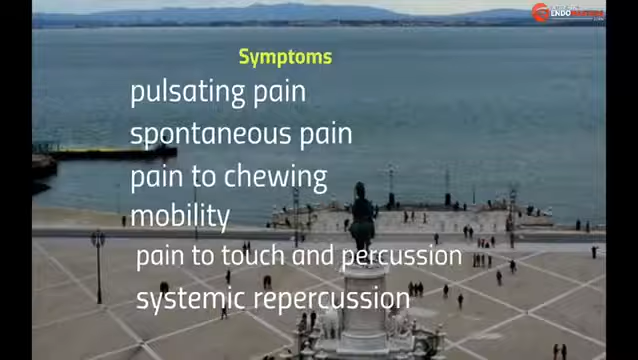 Symptoms
pulsating pain
spontaneous pain
pain to chewing
mobility
pain to touch and percussion
systemic repercussion